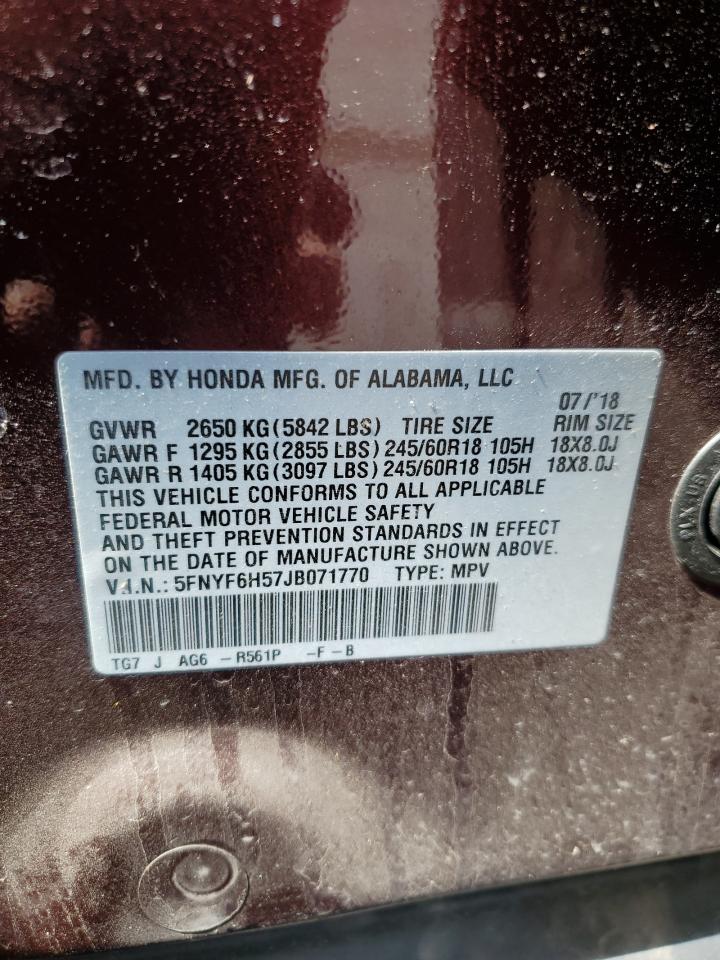 MFD. BY HONDA MFG. OF ALABAMA, LLC
07/'18
GVWR 2650 KG (5842 LBS) TIRE SIZE RIM SIZE
GAWR F 1295 KG (2855 LBS) 245/60R18 105H 18X8.0J
GAWR R 1405 KG (3097 LBS) 245/60R18 105H 18X8.0J
THIS VEHICLE CONFORMS TO ALL APPLICABLE
FEDERAL MOTOR VEHICLE SAFETY
AND THEFT PREVENTION STANDARDS IN EFFECT
ON THE DATE OF MANUFACTURE SHOWN ABOVE.
V.I.N.: 5FNYF6H57JB071770 TYPE: MPV
TG7 J AG6 -R561P -F-B